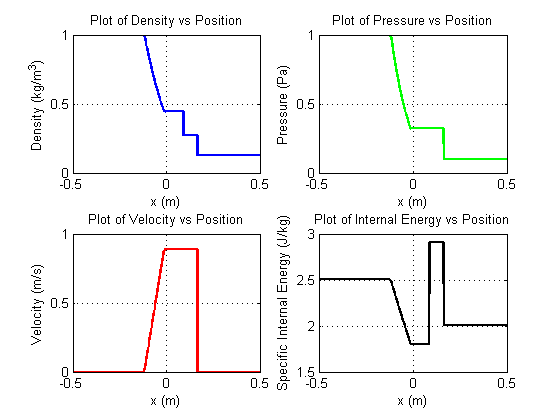 Plot of Density vs Position
Density (kg/m³)
1
0.5
0
-0.5
0
0.5
x (m)
Plot of Pressure vs Position
Pressure (Pa)
1
0.5
0
-0.5
0
0.5
x (m)
Plot of Velocity vs Position
Velocity (m/s)
1
0.5
0
-0.5
0
0.5
x (m)
Plot of Internal Energy vs Position
Specific Internal Energy (J/kg)
3
2.5
2
1.5
-0.5
0
0.5
x (m)